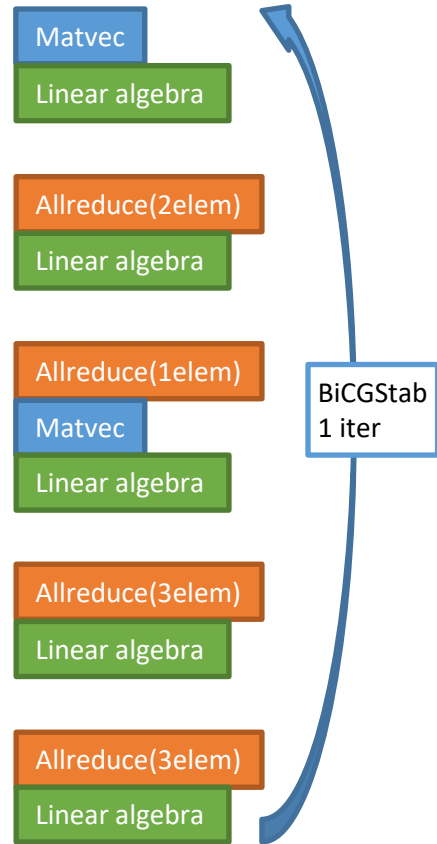 Matvec
Linear algebra
Allreduce(2elem)
Linear algebra
Allreduce(1elem)
Matvec
Linear algebra
Allreduce(3elem)
Linear algebra
Allreduce(3elem)
Linear algebra
BiCGStab
1 iter